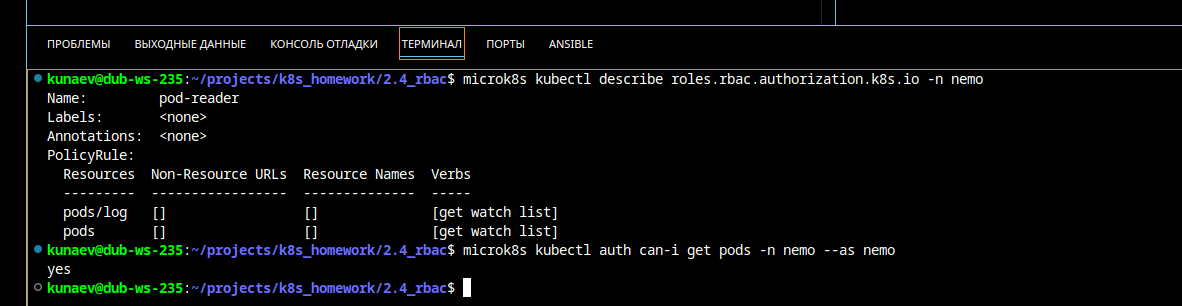 ПРОБЛЕМЫ ВЫХОДНЫЕ ДАННЫЕ КОНСОЛЬ ОТЛАДКИ ТЕРМИНАЛ ПОРТЫ ANSIBLE
kunaev@dub-ws-235:~/projects/k8s_homework/2.4_rbac$ microk8s kubectl describe roles.rbac.authorization.k8s.io -n nemo
Name:         pod-reader
Labels:       <none>
Annotations:  <none>
PolicyRule:
  Resources  Non-Resource URLs  Resource Names  Verbs
  ---------  -----------------  --------------  -----
  pods/log   []                 []              [get watch list]
  pods       []                 []              [get watch list]
kunaev@dub-ws-235:~/projects/k8s_homework/2.4_rbac$ microk8s kubectl auth can-i get pods -n nemo --as nemo
yes
kunaev@dub-ws-235:~/projects/k8s_homework/2.4_rbac$